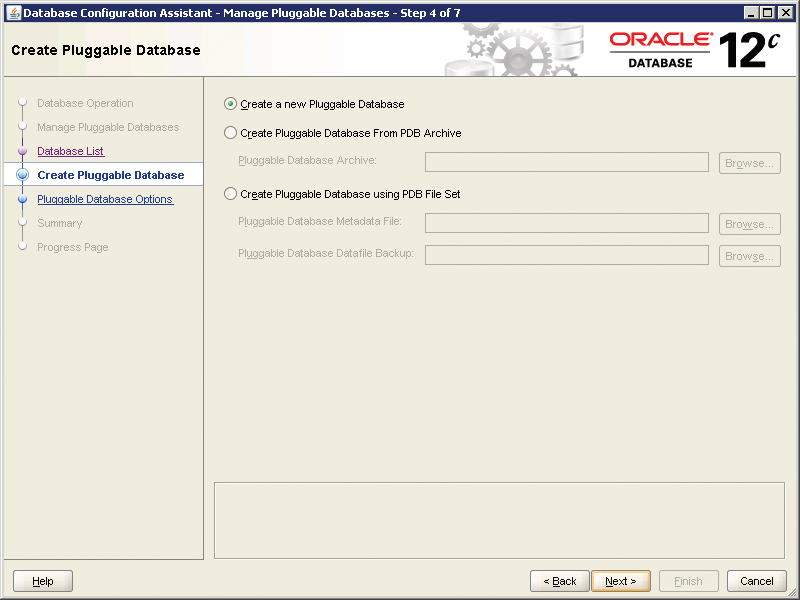 Database Configuration Assistant - Manage Pluggable Databases - Step 4 of 7
Create Pluggable Database
ORACLE®
DATABASE
12c
Database Operation
Manage Pluggable Databases
Database List
Create Pluggable Database
Pluggable Database Options
Summary
Progress Page
Create a new Pluggable Database
Create Pluggable Database From PDB Archive
Pluggable Database Archive: Browse...
Create Pluggable Database using PDB File Set
Pluggable Database Metadata File: Browse...
Pluggable Database Datafile Backup: Browse...
Help < Back Next > Finish Cancel